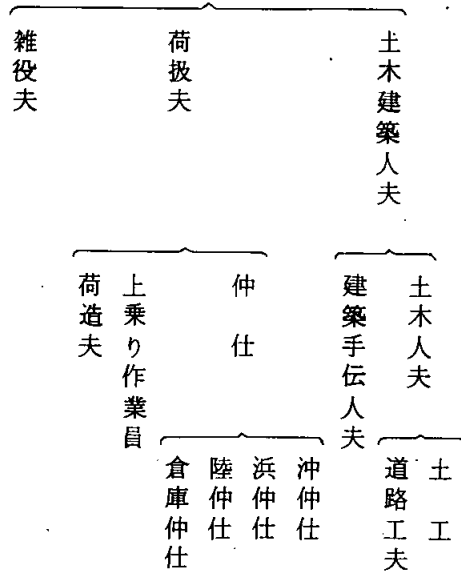 土木建築人夫
荷扱夫
雑役夫
土木人夫
建築手伝人夫
仲仕
上乗り作業員
荷造夫
土工
道路工夫
沖仲仕
浜仲仕
陸仲仕
倉庫仲仕